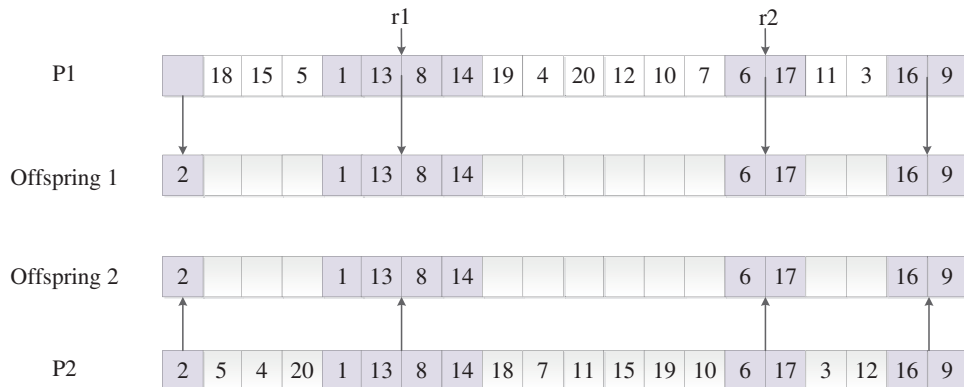 r1 r2
P1 18 15 5 1 13 8 14 19 4 20 12 10 7 6 17 11 3 16 9
Offspring 1 2 1 13 8 14 6 17 16 9
Offspring 2 2 1 13 8 14 6 17 16 9
P2 2 5 4 20 1 13 8 14 18 7 11 15 19 10 6 17 3 12 16 9